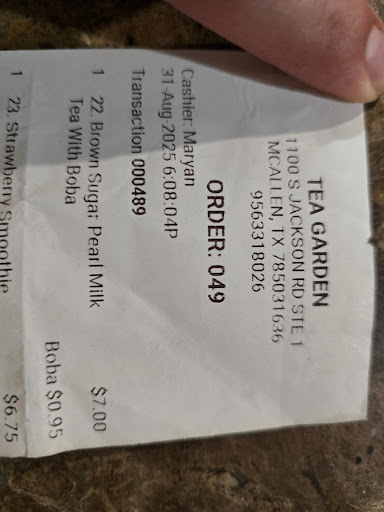 TEA GARDEN
1100 S JACKSON RD STE 1
MCALLEN, TX 785031636
9563318026
ORDER: 049
Cashier: Maryan
31-Aug-2025 6:08:04P
Transaction 000489
1 22. Brown Sugar Pearl Milk $7.00
Tea With Boba
Boba $0.95
1 23. Strawberry Smoothie $6.75